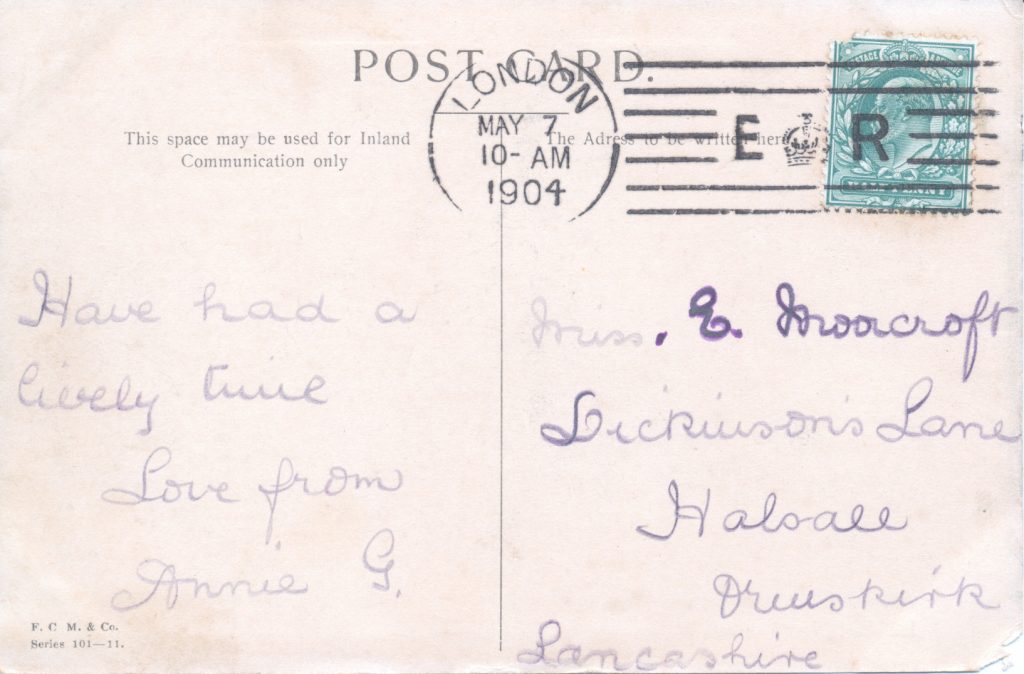 POST CARD.
This space may be used for Inland
Communication only
The Adress to be written here
LONDON
MAY 7
10- AM
1904
E R
POSTAGE
Have had a
lively time
Love from
Annie G.
Miss. E. Moorcroft
Dickinson's Lane
Halsall
Ormskirk
Lancashire
F. C M. & Co.
Series 101—11.